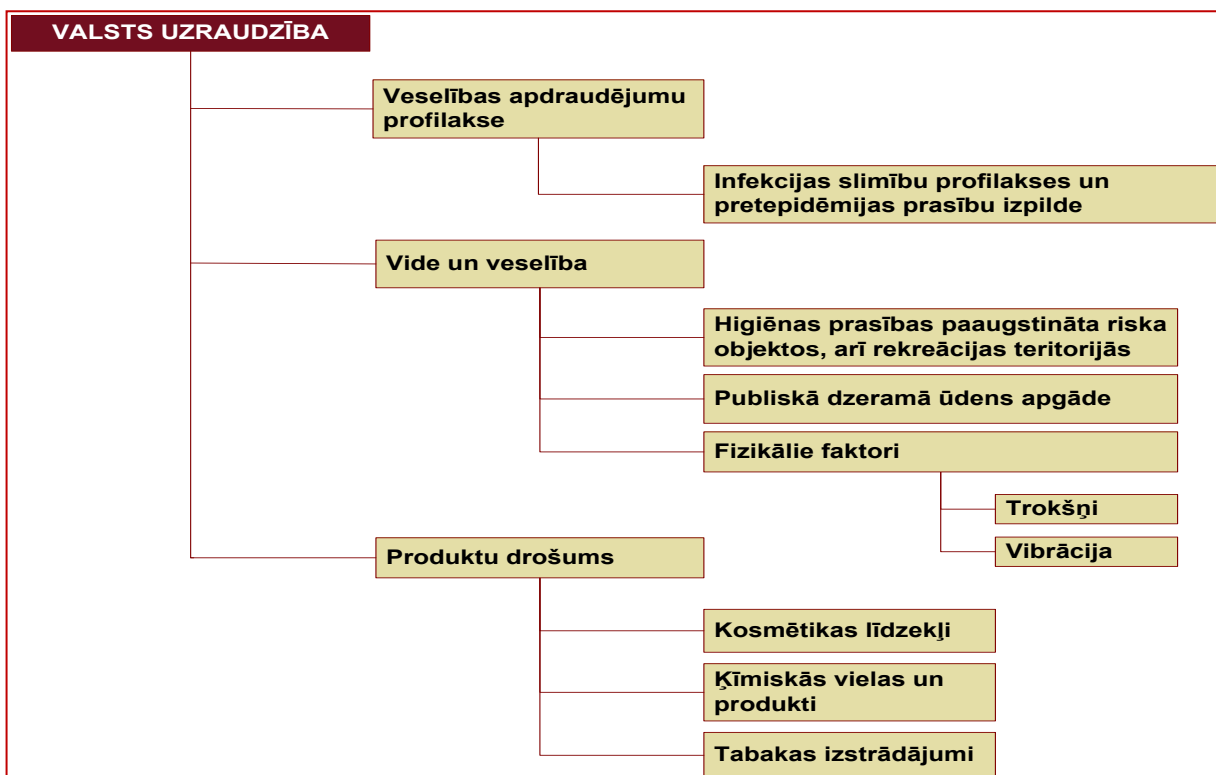 VALSTS UZRAUDZĪBA
Veselības apdraudējumu
profilakse
Infekcijas slimību profilakses un
pretepidēmijas prasību izpilde
Vide un veselība
Higiēnas prasības paaugstināta riska
objektos, arī rekreācijas teritorijās
Publiskā dzeramā ūdens apgāde
Fizikālie faktori
Trokšņi
Vibrācija
Produktu drošums
Kosmētikas līdzekļi
Ķīmiskās vielas un
produkti
Tabakas izstrādājumi